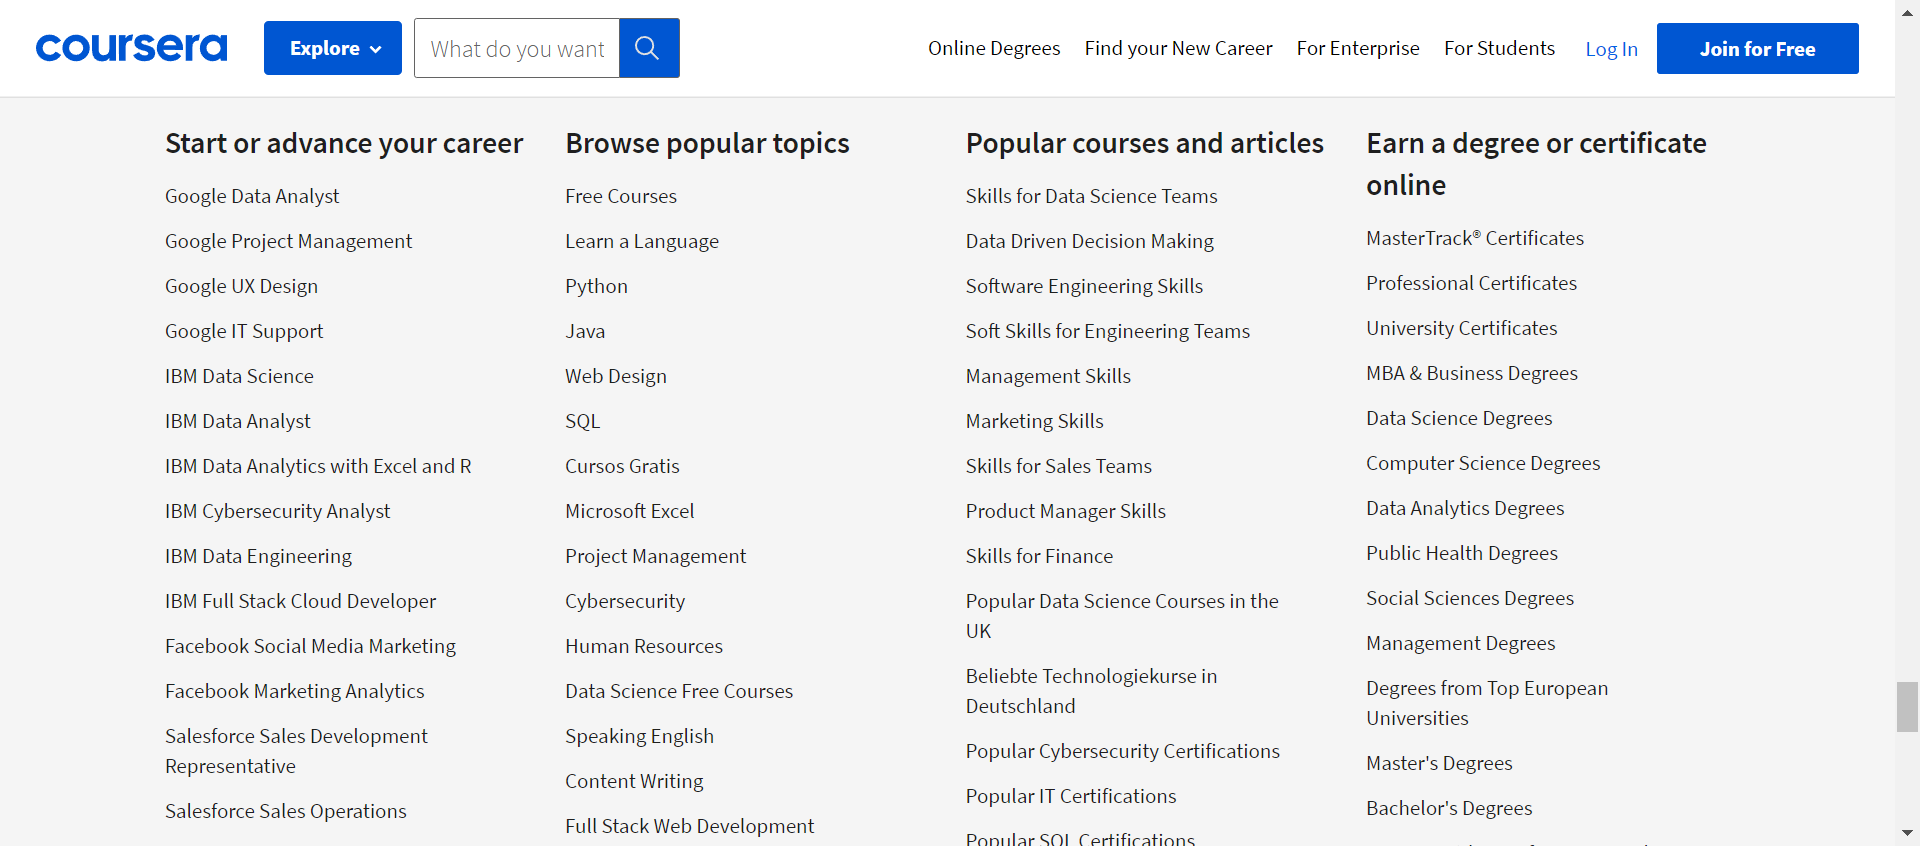 coursera
Explore
What do you want
Online Degrees
Find your New Career
For Enterprise
For Students
Log In
Join for Free
Start or advance your career
Google Data Analyst
Google Project Management
Google UX Design
Google IT Support
IBM Data Science
IBM Data Analyst
IBM Data Analytics with Excel and R
IBM Cybersecurity Analyst
IBM Data Engineering
IBM Full Stack Cloud Developer
Facebook Social Media Marketing
Facebook Marketing Analytics
Salesforce Sales Development
Representative
Salesforce Sales Operations
Browse popular topics
Free Courses
Learn a Language
Python
Java
Web Design
SQL
Cursos Gratis
Microsoft Excel
Project Management
Cybersecurity
Human Resources
Data Science Free Courses
Speaking English
Content Writing
Full Stack Web Development
Popular courses and articles
Skills for Data Science Teams
Data Driven Decision Making
Software Engineering Skills
Soft Skills for Engineering Teams
Management Skills
Marketing Skills
Skills for Sales Teams
Product Manager Skills
Skills for Finance
Popular Data Science Courses in the
UK
Beliebte Technologiekurse in
Deutschland
Popular Cybersecurity Certifications
Popular IT Certifications
Popular SQL Certifications
Earn a degree or certificate
online
MasterTrack® Certificates
Professional Certificates
University Certificates
MBA & Business Degrees
Data Science Degrees
Computer Science Degrees
Data Analytics Degrees
Public Health Degrees
Social Sciences Degrees
Management Degrees
Degrees from Top European
Universities
Master's Degrees
Bachelor's Degrees